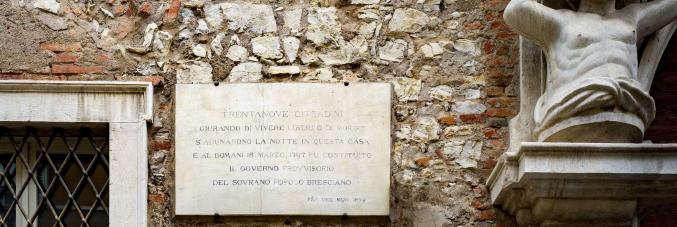 TRENTANOVE CITTADINI
GIURANDO DI VIVERE LIBERI O DI MORIRE
S'ADUNARONO LA NOTTE IN QUESTA CASA
E AL DOMANI 18 MARZO 1797 FU COSTITUITO
IL GOVERNO PROVVISORIO
DEL SOVRANO POPOLO BRESCIANO